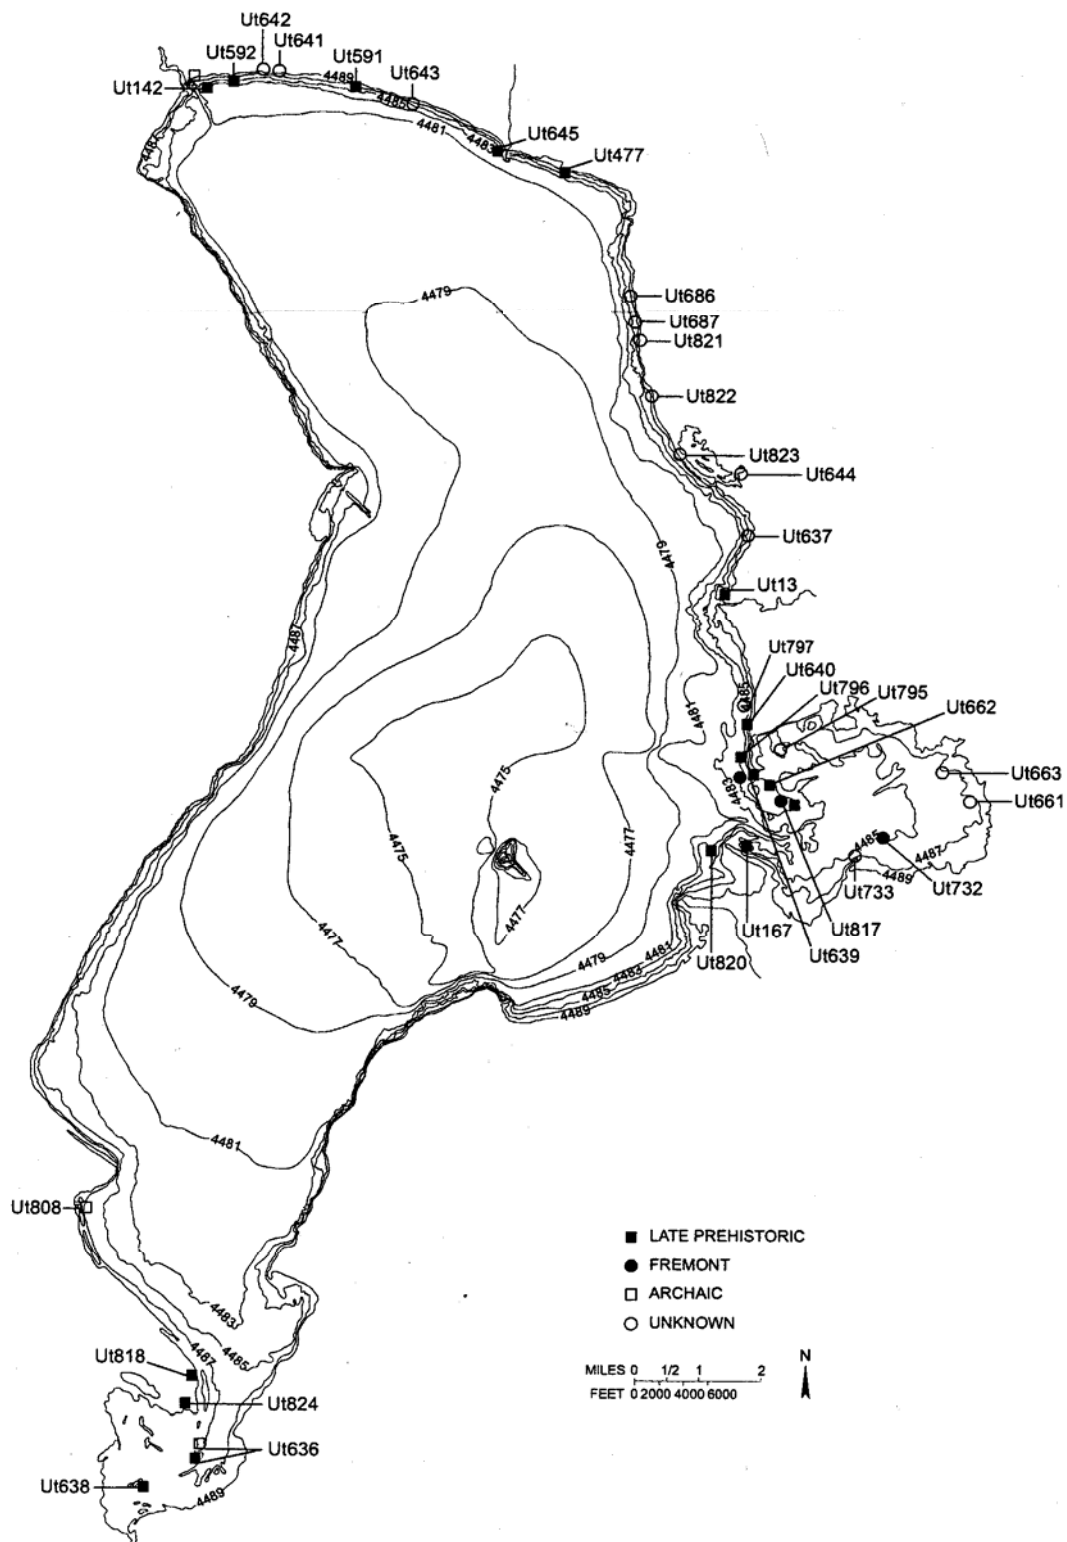 Ut642
Ut592
Ut641
Ut591
Ut643
Ut142
4489
4485
4481
4483
Ut645
Ut477
4479
Ut686
Ut687
Ut821
Ut822
Ut823
Ut644
4479
Ut637
Ut13
Ut797
Ut640
Ut796
Ut795
Ut662
4485
4481
4483
Ut663
Ut661
4475
4475
4477
4485
4487
4489
Ut733
Ut732
4477
4477
Ut167
Ut817
Ut820
Ut639
4479
4479
4481
4483
4485
4489
4481
Ut808
LATE PREHISTORIC
FREMONT
ARCHAIC
UNKNOWN
4483
4485
4487
Ut818
N
MILES 0 1/2 1 2
FEET 0 2000 4000 6000
Ut824
Ut636
Ut638
4489